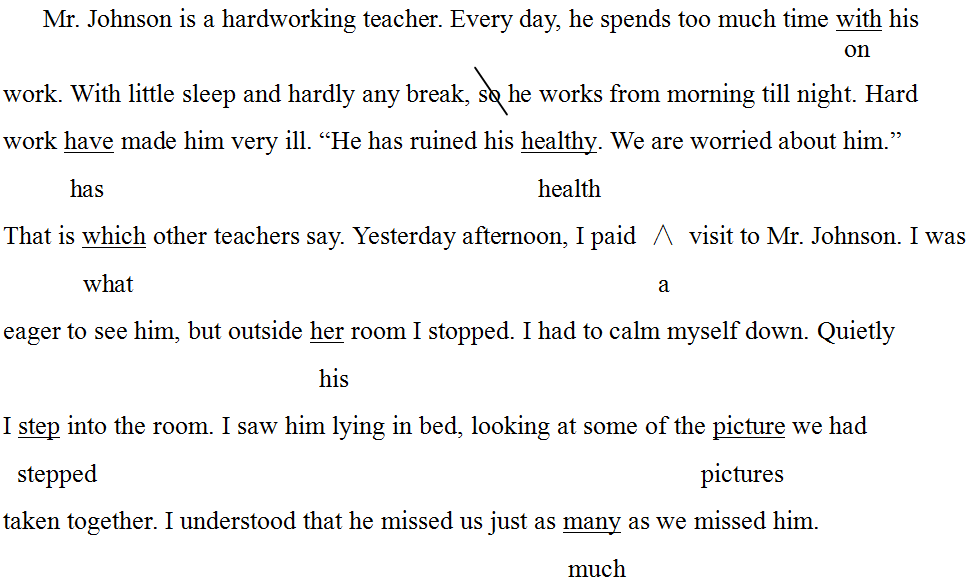 Mr. Johnson is a hardworking teacher. Every day, he spends too much time with his
on
work. With little sleep and hardly any break, so he works from morning till night. Hard
work have made him very ill. “He has ruined his healthy. We are worried about him.”
has health
That is which other teachers say. Yesterday afternoon, I paid ∧ visit to Mr. Johnson. I was
what a
eager to see him, but outside her room I stopped. I had to calm myself down. Quietly
his
I step into the room. I saw him lying in bed, looking at some of the picture we had
stepped pictures
taken together. I understood that he missed us just as many as we missed him.
much